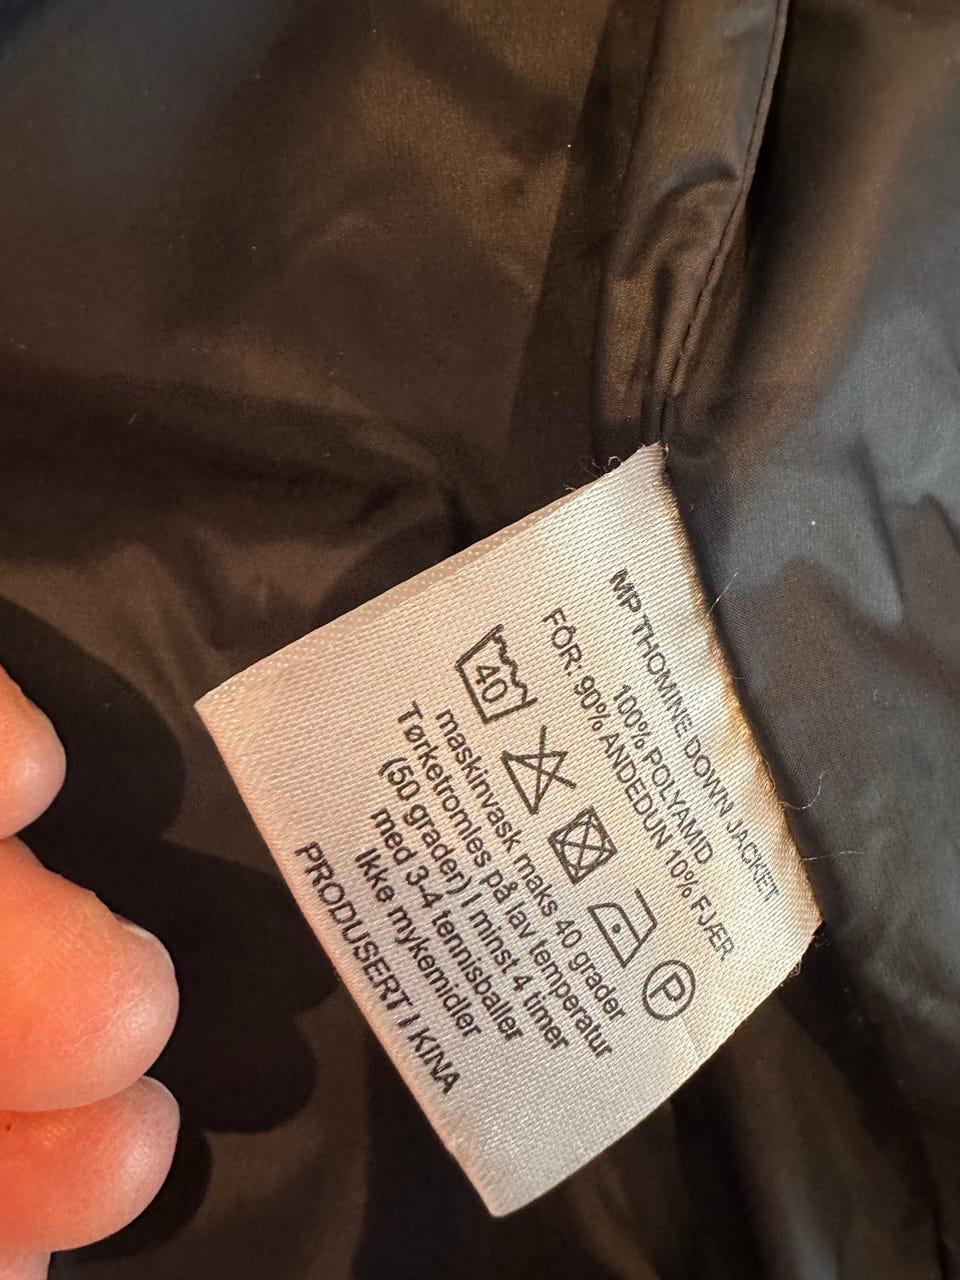 MP THOMINE DOWN JACKET
100% POLYAMID
FÔR: 90% ANDEDUN 10% FJÆR
40
P
maskinvask maks 40 grader
Tørketromles på lav temperatur
(50 grader) I minst 4 timer
med 3-4 tennisballer
Ikke mykemidler
PRODUSERT I KINA